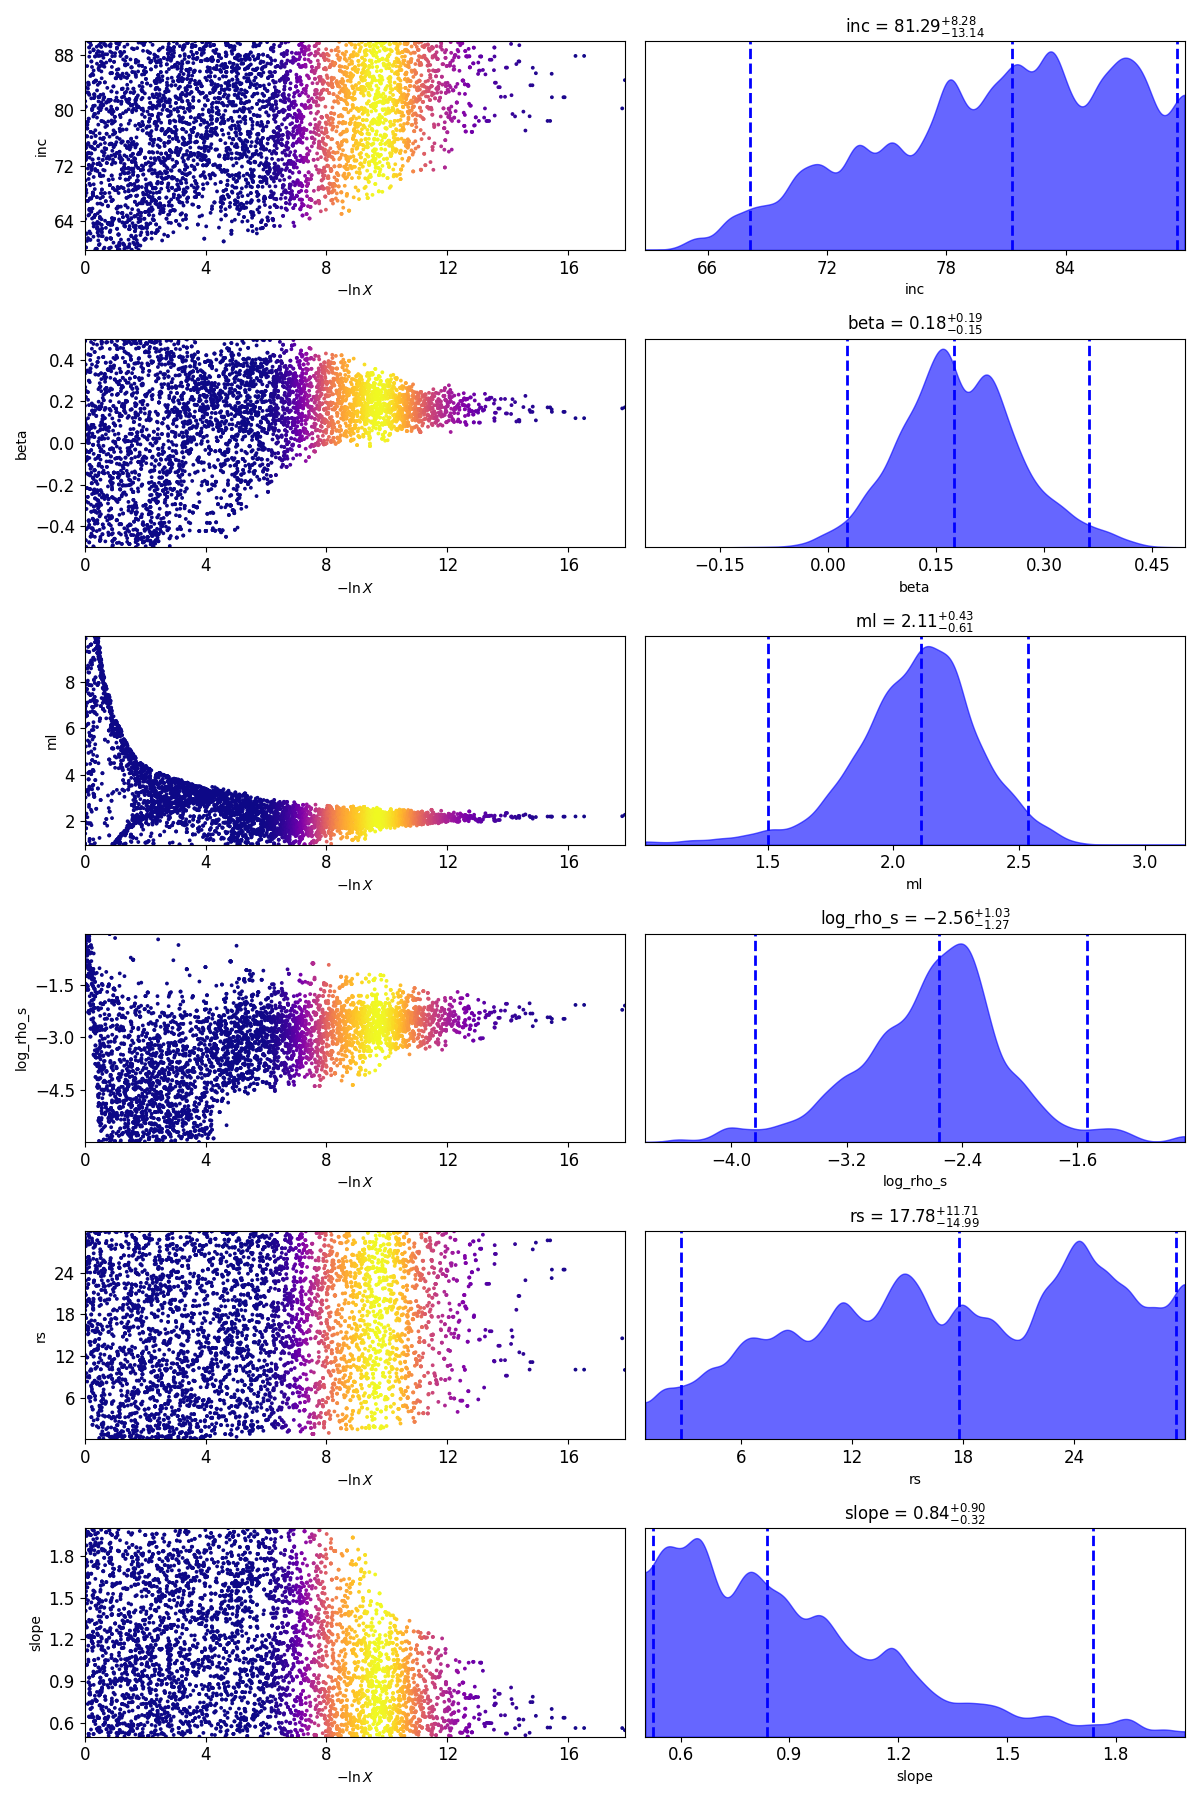 inc = 81.29+8.28−13.14
88
80
72
64
inc
0 4 8 12 16
−ln X
66 72 78 84
inc
beta = 0.18+0.19−0.15
0.4
0.2
0.0
−0.2
−0.4
beta
0 4 8 12 16
−ln X
−0.15 0.00 0.15 0.30 0.45
beta
ml = 2.11+0.43−0.61
8
6
4
2
ml
0 4 8 12 16
−ln X
1.5 2.0 2.5 3.0
ml
log_rho_s = −2.56+1.03−1.27
−1.5
−3.0
−4.5
log_rho_s
0 4 8 12 16
−ln X
−4.0 −3.2 −2.4 −1.6
log_rho_s
rs = 17.78+11.71−14.99
24
18
12
6
rs
0 4 8 12 16
−ln X
6 12 18 24
rs
slope = 0.84+0.90−0.32
1.8
1.5
1.2
0.9
0.6
slope
0 4 8 12 16
−ln X
0.6 0.9 1.2 1.5 1.8
slope